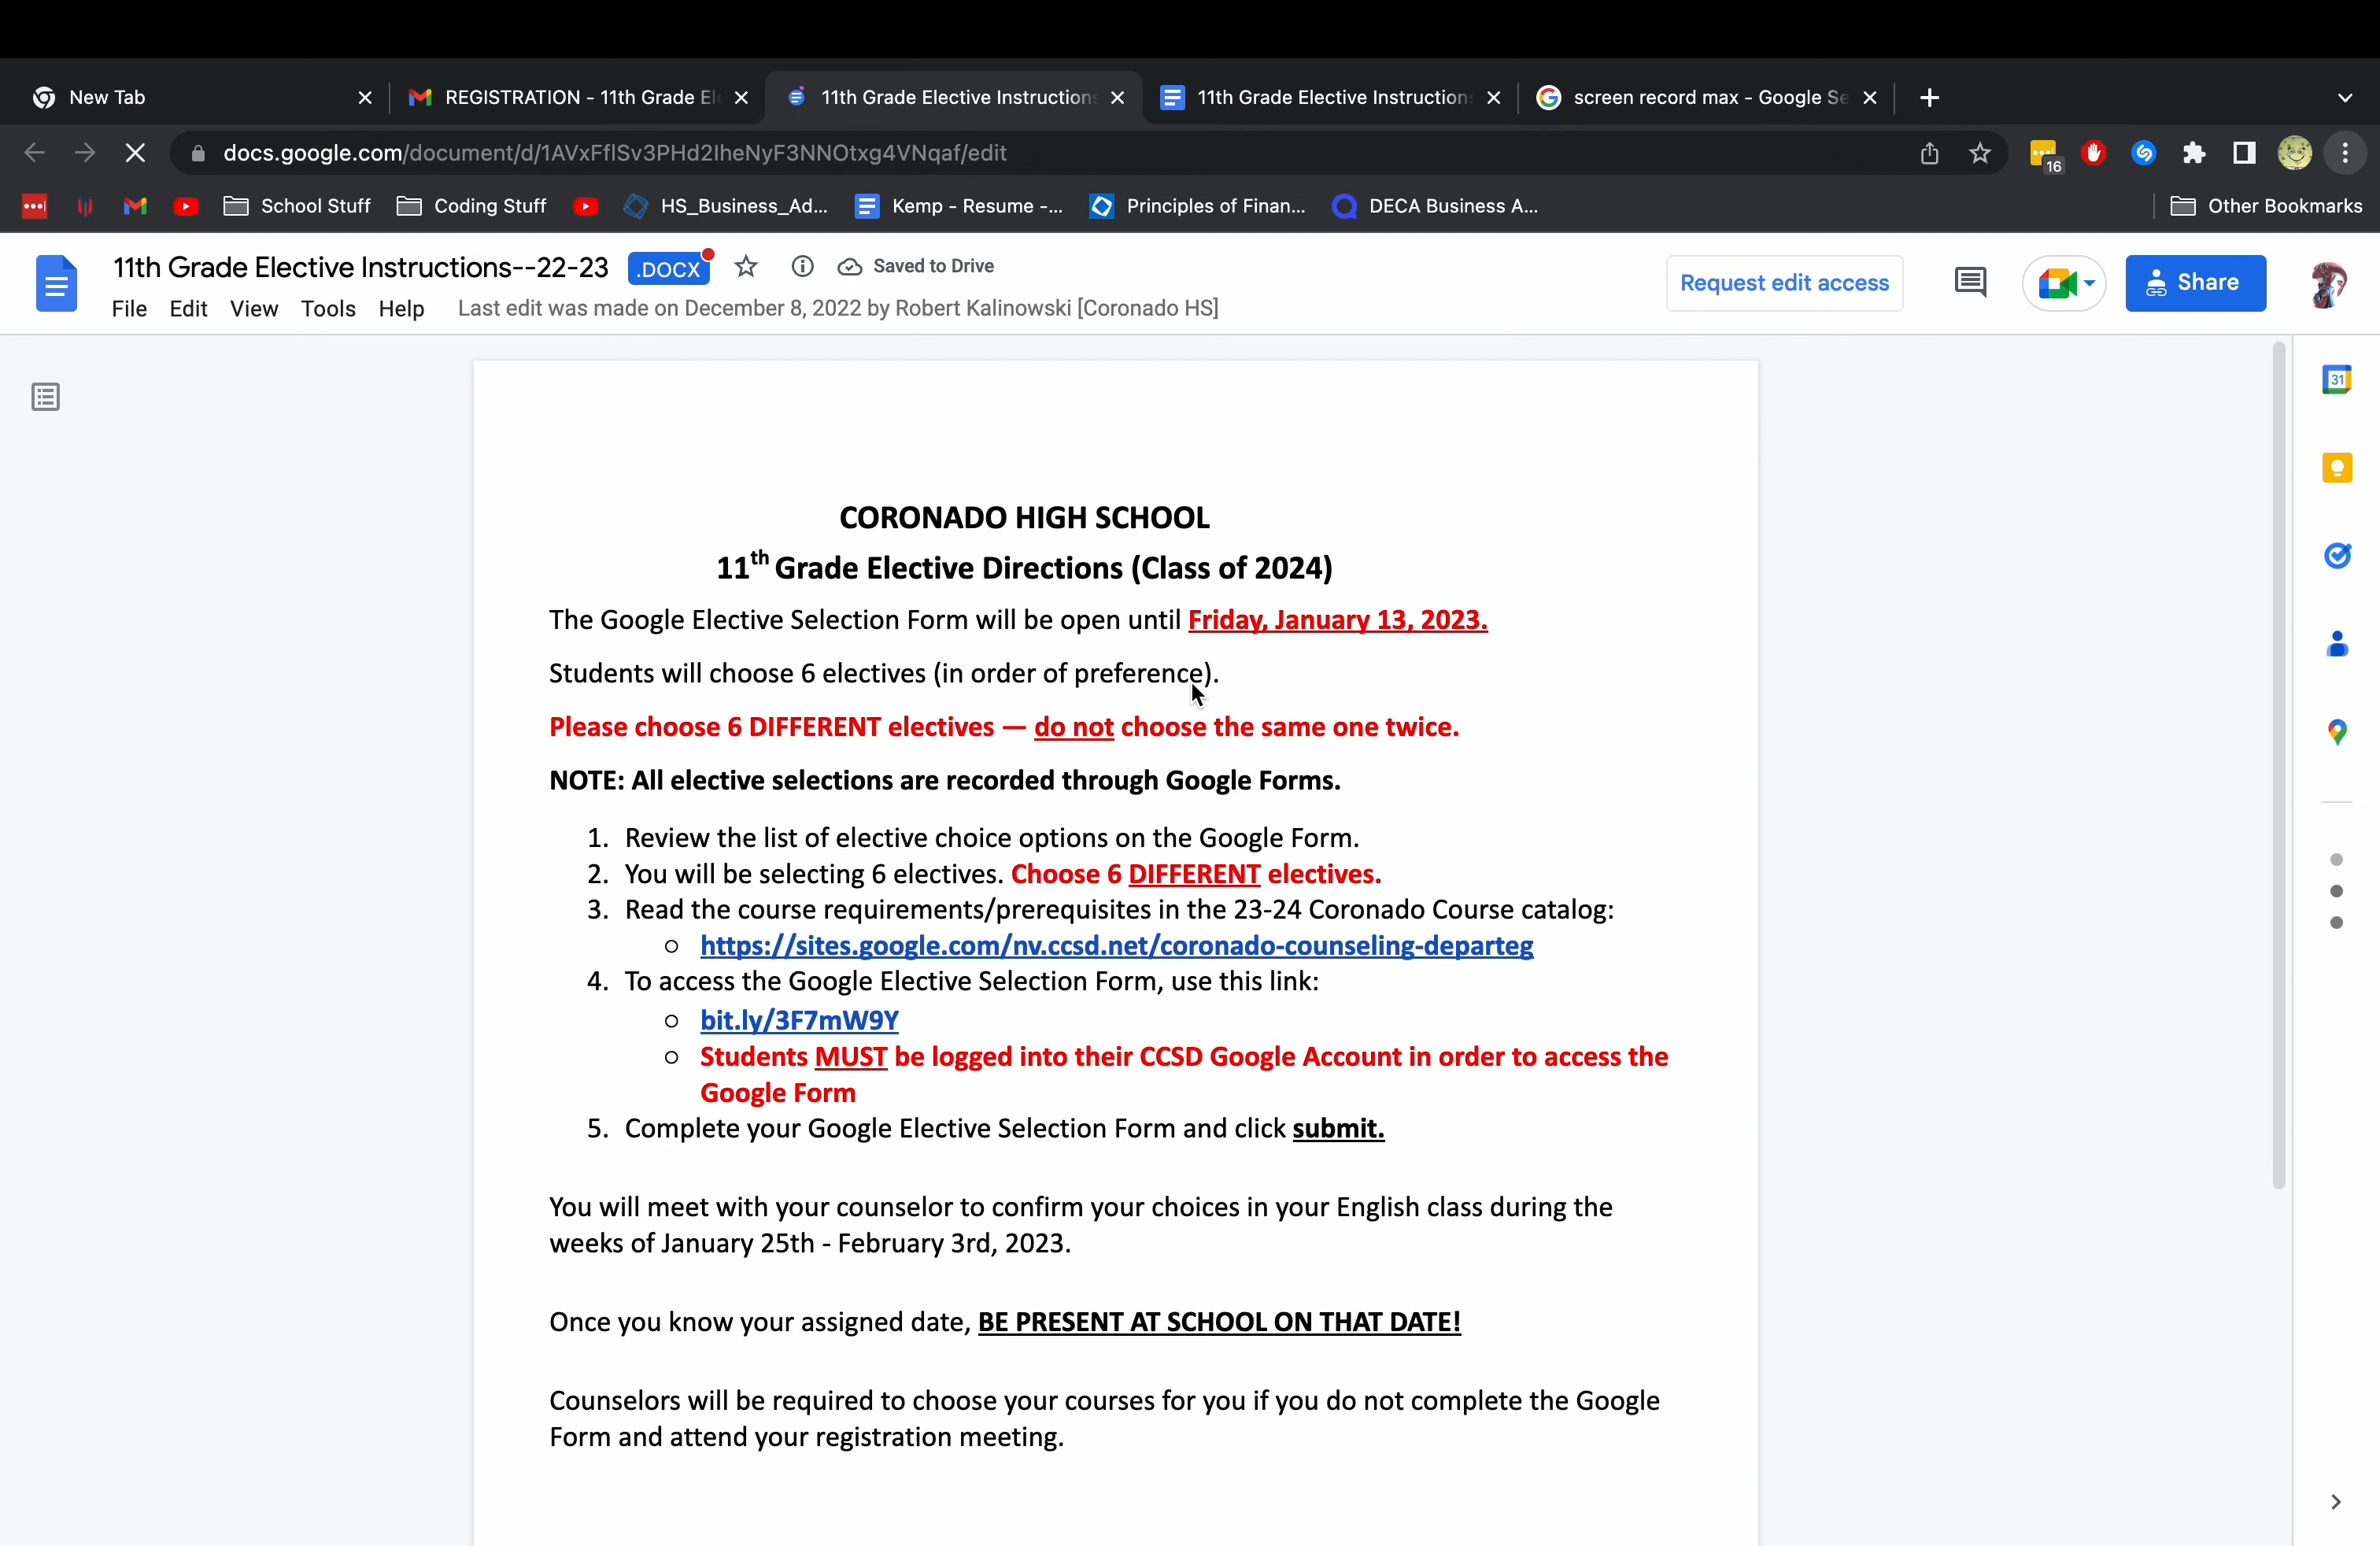 New Tab
REGISTRATION - 11th Grade El
11th Grade Elective Instruction
11th Grade Elective Instruction
screen record max - Google Se
docs.google.com/document/d/1AVxFflSv3PHd2lheNyF3NNOtxg4VNqaf/edit
16
School Stuff
Coding Stuff
HS_Business_Ad...
Kemp - Resume -...
Principles of Finan...
DECA Business A...
Other Bookmarks
11th Grade Elective Instructions--22-23
.DOCX
Saved to Drive
File Edit View Tools Help
Last edit was made on December 8, 2022 by Robert Kalinowski [Coronado HS]
Request edit access
Share
31
CORONADO HIGH SCHOOL
11th Grade Elective Directions (Class of 2024)
The Google Elective Selection Form will be open until Friday, January 13, 2023.
Students will choose 6 electives (in order of preference).
Please choose 6 DIFFERENT electives — do not choose the same one twice.
NOTE: All elective selections are recorded through Google Forms.
1. Review the list of elective choice options on the Google Form.
2. You will be selecting 6 electives. Choose 6 DIFFERENT electives.
3. Read the course requirements/prerequisites in the 23-24 Coronado Course catalog:
https://sites.google.com/nv.ccsd.net/coronado-counseling-departeg
4. To access the Google Elective Selection Form, use this link:
bit.ly/3F7mW9Y
Students MUST be logged into their CCSD Google Account in order to access the
Google Form
5. Complete your Google Elective Selection Form and click submit.
You will meet with your counselor to confirm your choices in your English class during the
weeks of January 25th - February 3rd, 2023.
Once you know your assigned date, BE PRESENT AT SCHOOL ON THAT DATE!
Counselors will be required to choose your courses for you if you do not complete the Google
Form and attend your registration meeting.